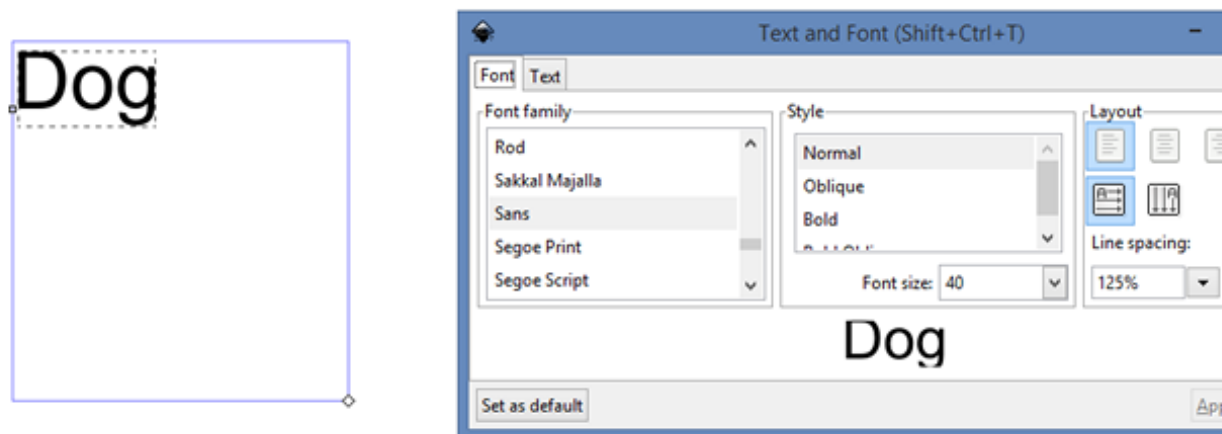 Dog
Text and Font (Shift+Ctrl+T)
Font Text
Font family
Rod
Sakkal Majalla
Sans
Segoe Print
Segoe Script
Style
Normal
Oblique
Bold
Font size: 40
Layout
Line spacing:
125%
Dog
Set as default